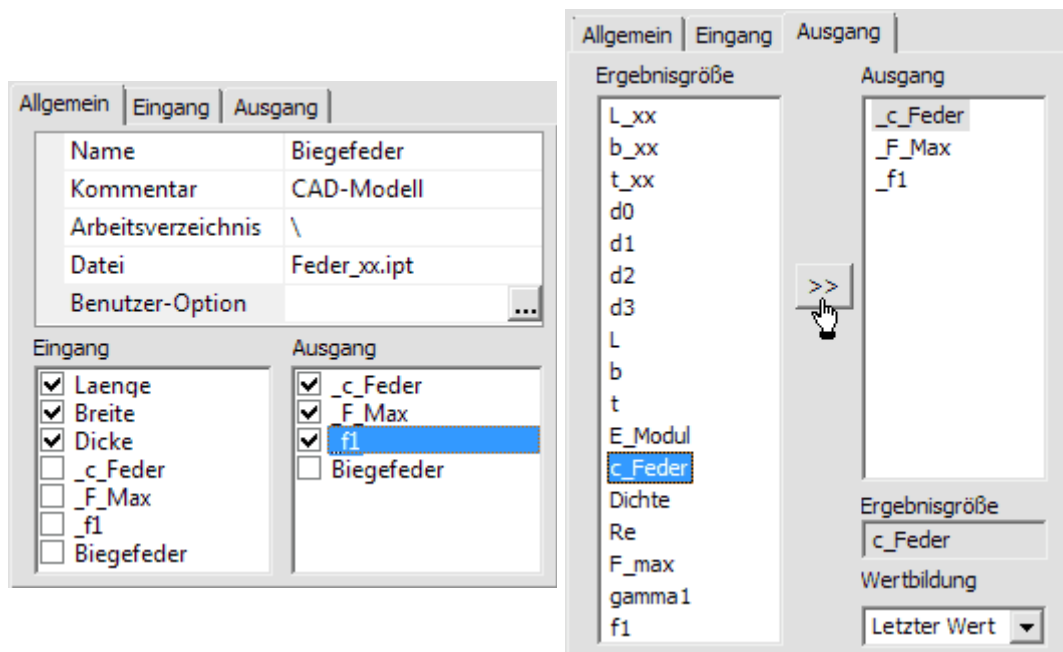 Allgemein Eingang Ausgang
Name Biegefeder
Kommentar CAD-Modell
Arbeitsverzeichnis \
Datei Feder_xx.ipt
Benutzer-Option ...
Eingang Ausgang
Laenge _c_Feder
Breite _F_Max
Dicke _f1
_c_Feder Biegefeder
_F_Max
_f1
Biegefeder
Allgemein Eingang Ausgang
Ergebnisgröße Ausgang
L_xx _c_Feder
b_xx _F_Max
t_xx _f1
d0
d1
d2
>>
d3
L
b
t
E_Modul
c_Feder
Dichte
Re
F_max
gamma1
f1
Ergebnisgröße
c_Feder
Wertbildung
Letzter Wert